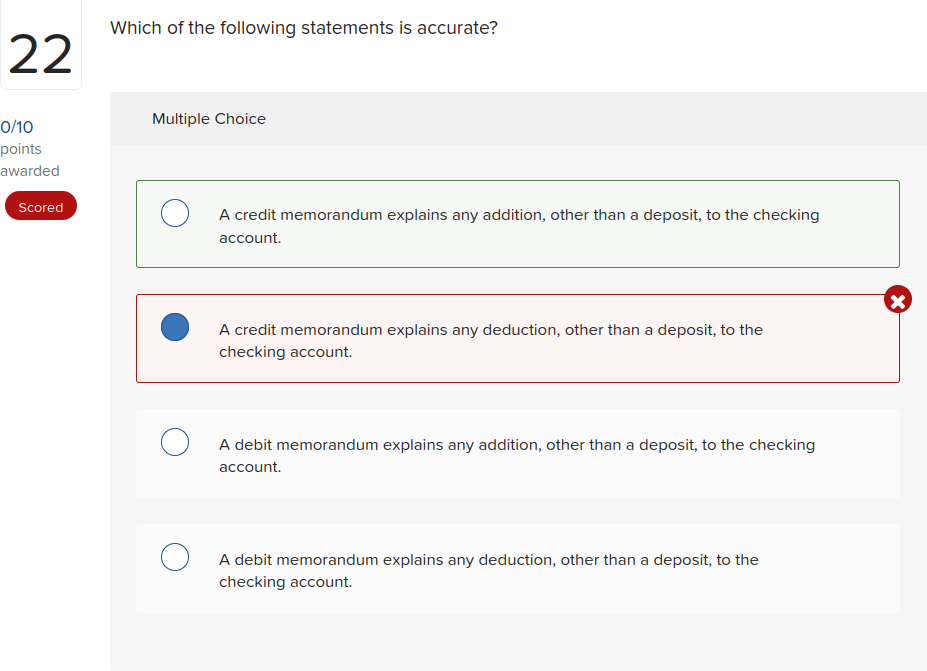 22
Which of the following statements is accurate?
0/10
points
awarded
Scored
Multiple Choice
A credit memorandum explains any addition, other than a deposit, to the checking
account.
A credit memorandum explains any deduction, other than a deposit, to the
checking account.
A debit memorandum explains any addition, other than a deposit, to the checking
account.
A debit memorandum explains any deduction, other than a deposit, to the
checking account.